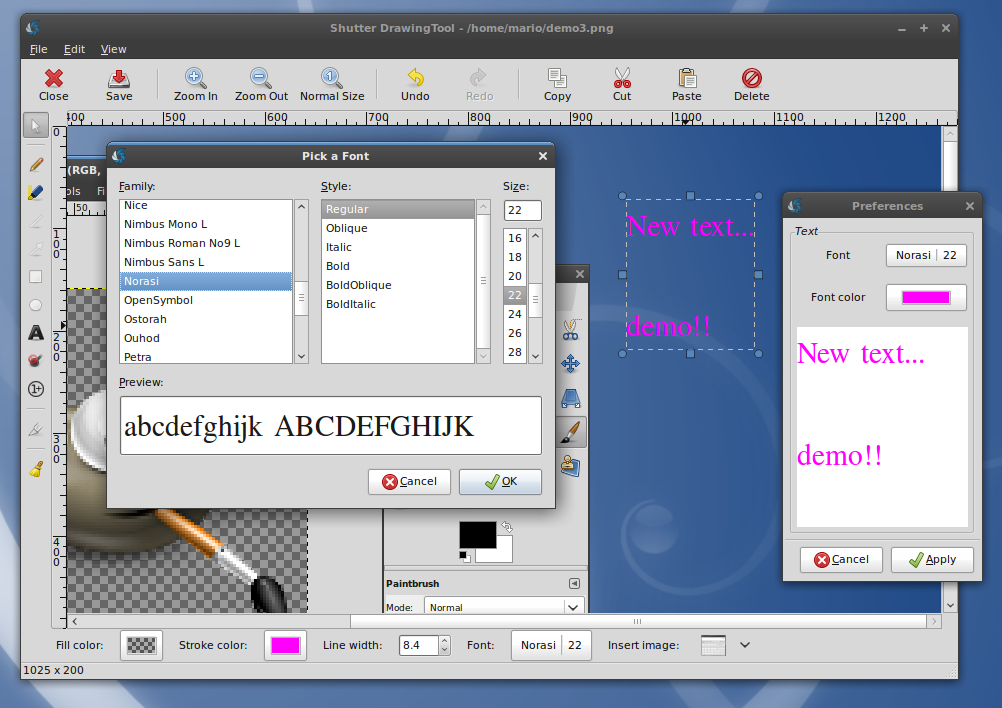 Shutter DrawingTool - /home/mario/demo3.png
File Edit View
Close Save Zoom In Zoom Out Normal Size Undo Redo Copy Cut Paste Delete
400 500 600 700 800 900 1000 1100 1200
0
100
200
300
400
(RGB,
ols Fi
50
Pick a Font
Family: Style: Size:
Nice
Nimbus Mono L
Nimbus Roman No9 L
Nimbus Sans L
Norasi
OpenSymbol
Ostorah
Ouhod
Petra
Regular
Oblique
Italic
Bold
BoldOblique
BoldItalic
22
16
18
20
22
24
26
28
Preview:
abcdefghijk ABCDEFGHIJK
Cancel OK
New text...
demo!!
Preferences
Text
Font Norasi 22
Font color
New text...
demo!!
Cancel Apply
Paintbrush
Mode: Normal
Fill color: Stroke color: Line width: 8.4 Font: Norasi 22 Insert image:
1025 x 200